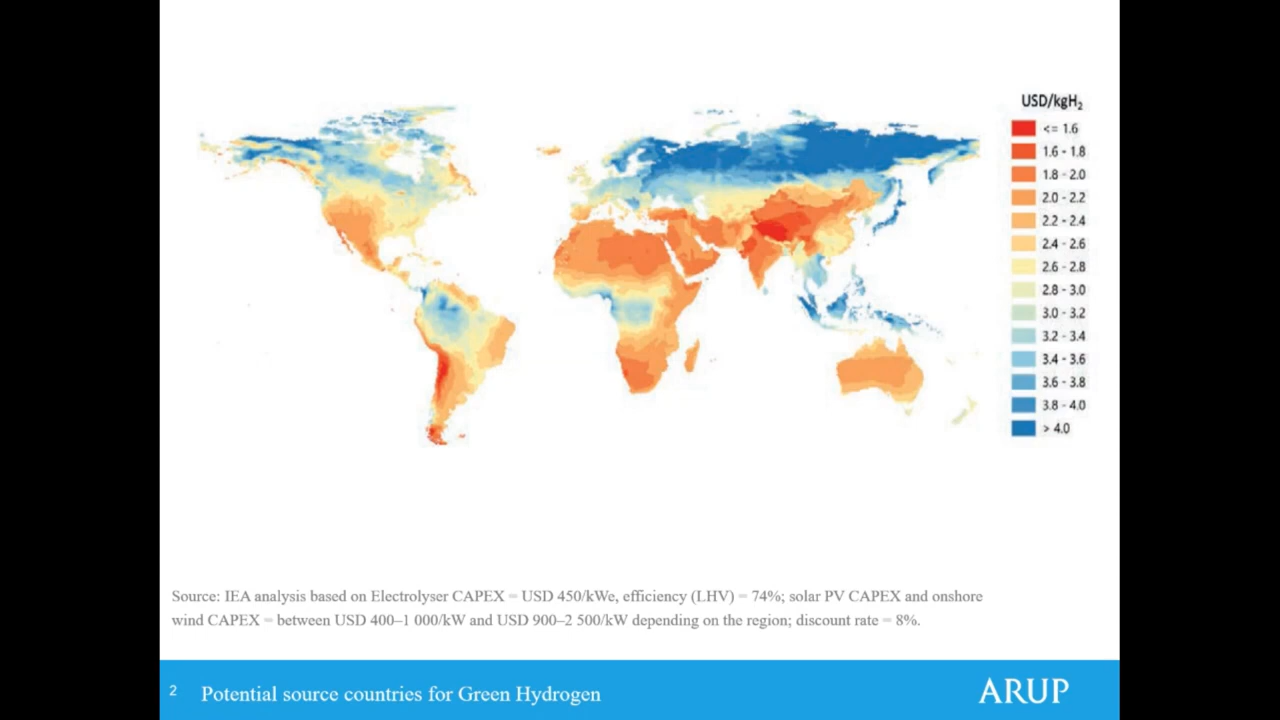 USD/kgH₂
<= 1.6
1.6 - 1.8
1.8 - 2.0
2.0 - 2.2
2.2 - 2.4
2.4 - 2.6
2.6 - 2.8
2.8 - 3.0
3.0 - 3.2
3.2 - 3.4
3.4 - 3.6
3.6 - 3.8
3.8 - 4.0
> 4.0
Source: IEA analysis based on Electrolyser CAPEX = USD 450/kWe, efficiency (LHV) = 74%; solar PV CAPEX and onshore
wind CAPEX = between USD 400–1 000/kW and USD 900–2 500/kW depending on the region; discount rate = 8%.
2 Potential source countries for Green Hydrogen
ARUP